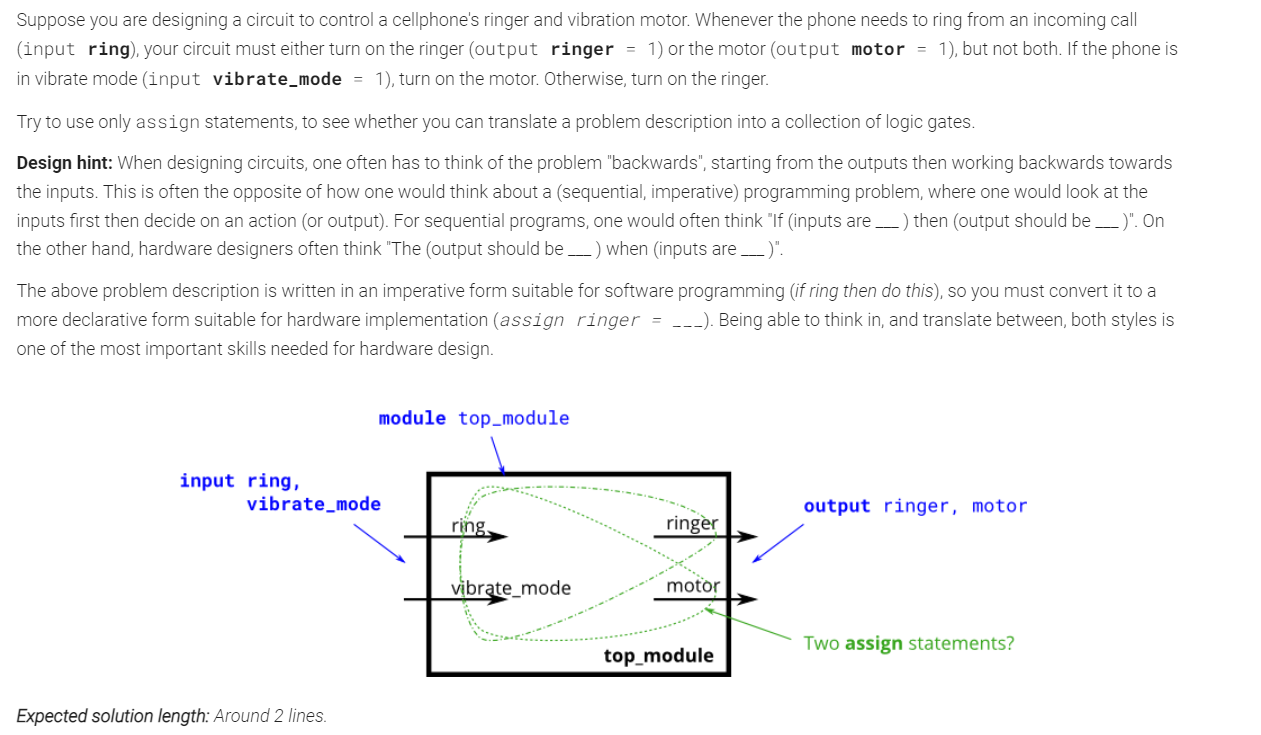 Suppose you are designing a circuit to control a cellphone's ringer and vibration motor. Whenever the phone needs to ring from an incoming call
(input ring), your circuit must either turn on the ringer (output ringer = 1) or the motor (output motor = 1), but not both. If the phone is
in vibrate mode (input vibrate_mode = 1), turn on the motor. Otherwise, turn on the ringer.
Try to use only assign statements, to see whether you can translate a problem description into a collection of logic gates.
Design hint: When designing circuits, one often has to think of the problem "backwards", starting from the outputs then working backwards towards
the inputs. This is often the opposite of how one would think about a (sequential, imperative) programming problem, where one would look at the
inputs first then decide on an action (or output). For sequential programs, one would often think "If (inputs are ___ ) then (output should be ___ )". On
the other hand, hardware designers often think "The (output should be ___ ) when (inputs are ___ )".
The above problem description is written in an imperative form suitable for software programming (if ring then do this), so you must convert it to a
more declarative form suitable for hardware implementation (assign ringer = ___). Being able to think in, and translate between, both styles is
one of the most important skills needed for hardware design.
module top_module
input ring,
vibrate_mode
output ringer, motor
ring
ringer
vibrate_mode
motor
Two assign statements?
top_module
Expected solution length: Around 2 lines.